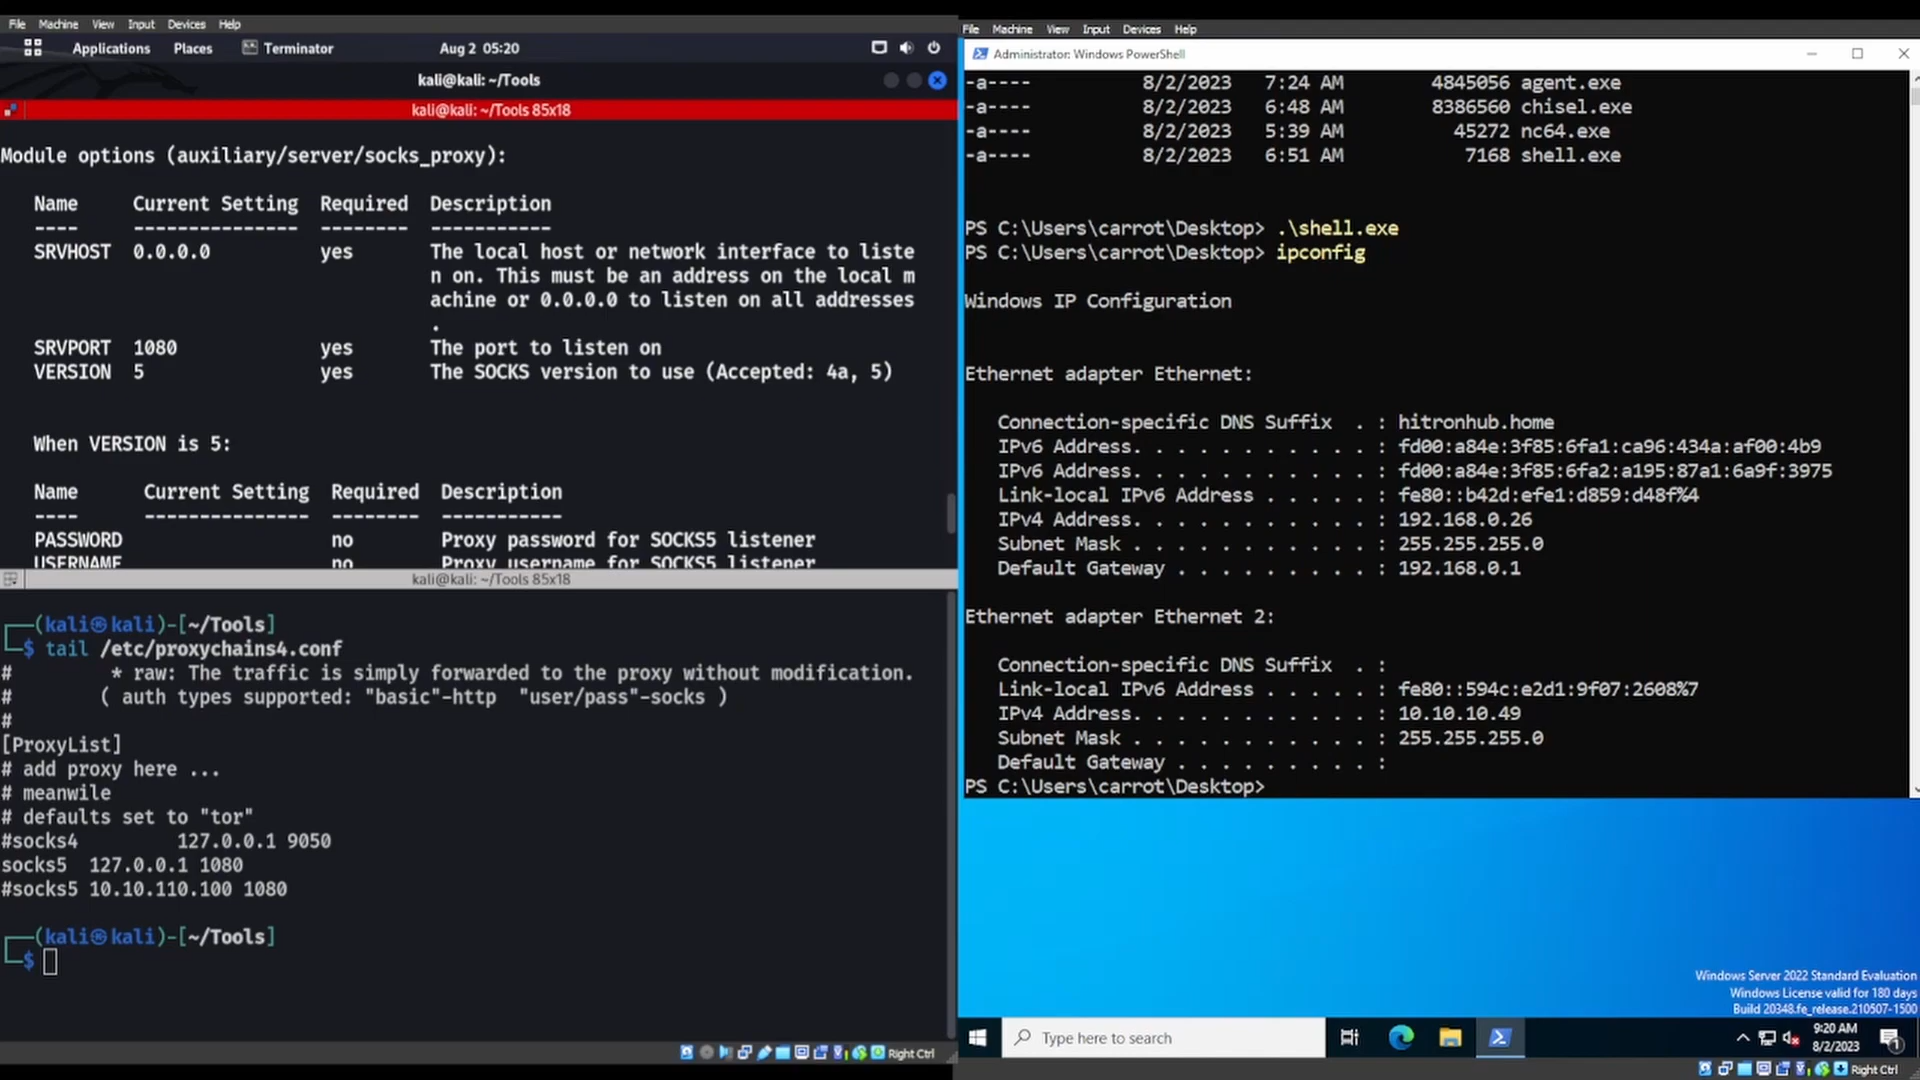 File Machine View Input Devices Help
Applications Places Terminator Aug 2 05:20
kali@kali: ~/Tools
kali@kali: ~/Tools 85x18
Module options (auxiliary/server/socks_proxy):
Name Current Setting Required Description
---- --------------- -------- -----------
SRVHOST 0.0.0.0 yes The local host or network interface to liste
n on. This must be an address on the local m
achine or 0.0.0.0 to listen on all addresses
.
SRVPORT 1080 yes The port to listen on
VERSION 5 yes The SOCKS version to use (Accepted: 4a, 5)
When VERSION is 5:
Name Current Setting Required Description
---- --------------- -------- -----------
PASSWORD no Proxy password for SOCKS5 listener
USERNAME no Proxy username for SOCKS5 listener
kali@kali: ~/Tools 85x18
┌──(kali㉿kali)-[~/Tools]
└─$ tail /etc/proxychains4.conf
# * raw: The traffic is simply forwarded to the proxy without modification.
# ( auth types supported: "basic"-http "user/pass"-socks )
#
[ProxyList]
# add proxy here ...
# meanwile
# defaults set to "tor"
#socks4 127.0.0.1 9050
socks5 127.0.0.1 1080
#socks5 10.10.110.100 1080
┌──(kali㉿kali)-[~/Tools]
└─$
Right Ctrl
File Machine View Input Devices Help
Administrator: Windows PowerShell
-a---- 8/2/2023 7:24 AM 4845056 agent.exe
-a---- 8/2/2023 6:48 AM 8386560 chisel.exe
-a---- 8/2/2023 5:39 AM 45272 nc64.exe
-a---- 8/2/2023 6:51 AM 7168 shell.exe
PS C:\Users\carrot\Desktop> .\shell.exe
PS C:\Users\carrot\Desktop> ipconfig
Windows IP Configuration
Ethernet adapter Ethernet:
Connection-specific DNS Suffix . : hitronhub.home
IPv6 Address. . . . . . . . . . . : fd00:a84e:3f85:6fa1:ca96:434a:af00:4b9
IPv6 Address. . . . . . . . . . . : fd00:a84e:3f85:6fa2:a195:87a1:6a9f:3975
Link-local IPv6 Address . . . . . : fe80::b42d:efe1:d859:d48f%4
IPv4 Address. . . . . . . . . . . : 192.168.0.26
Subnet Mask . . . . . . . . . . . : 255.255.255.0
Default Gateway . . . . . . . . . : 192.168.0.1
Ethernet adapter Ethernet 2:
Connection-specific DNS Suffix . :
Link-local IPv6 Address . . . . . : fe80::594c:e2d1:9f07:2608%7
IPv4 Address. . . . . . . . . . . : 10.10.10.49
Subnet Mask . . . . . . . . . . . : 255.255.255.0
Default Gateway . . . . . . . . . :
PS C:\Users\carrot\Desktop>
Windows Server 2022 Standard Evaluation
Windows License valid for 180 days
Build 20348.fe_release.210507-1500
Type here to search
9:20 AM
8/2/2023
1
Right Ctrl